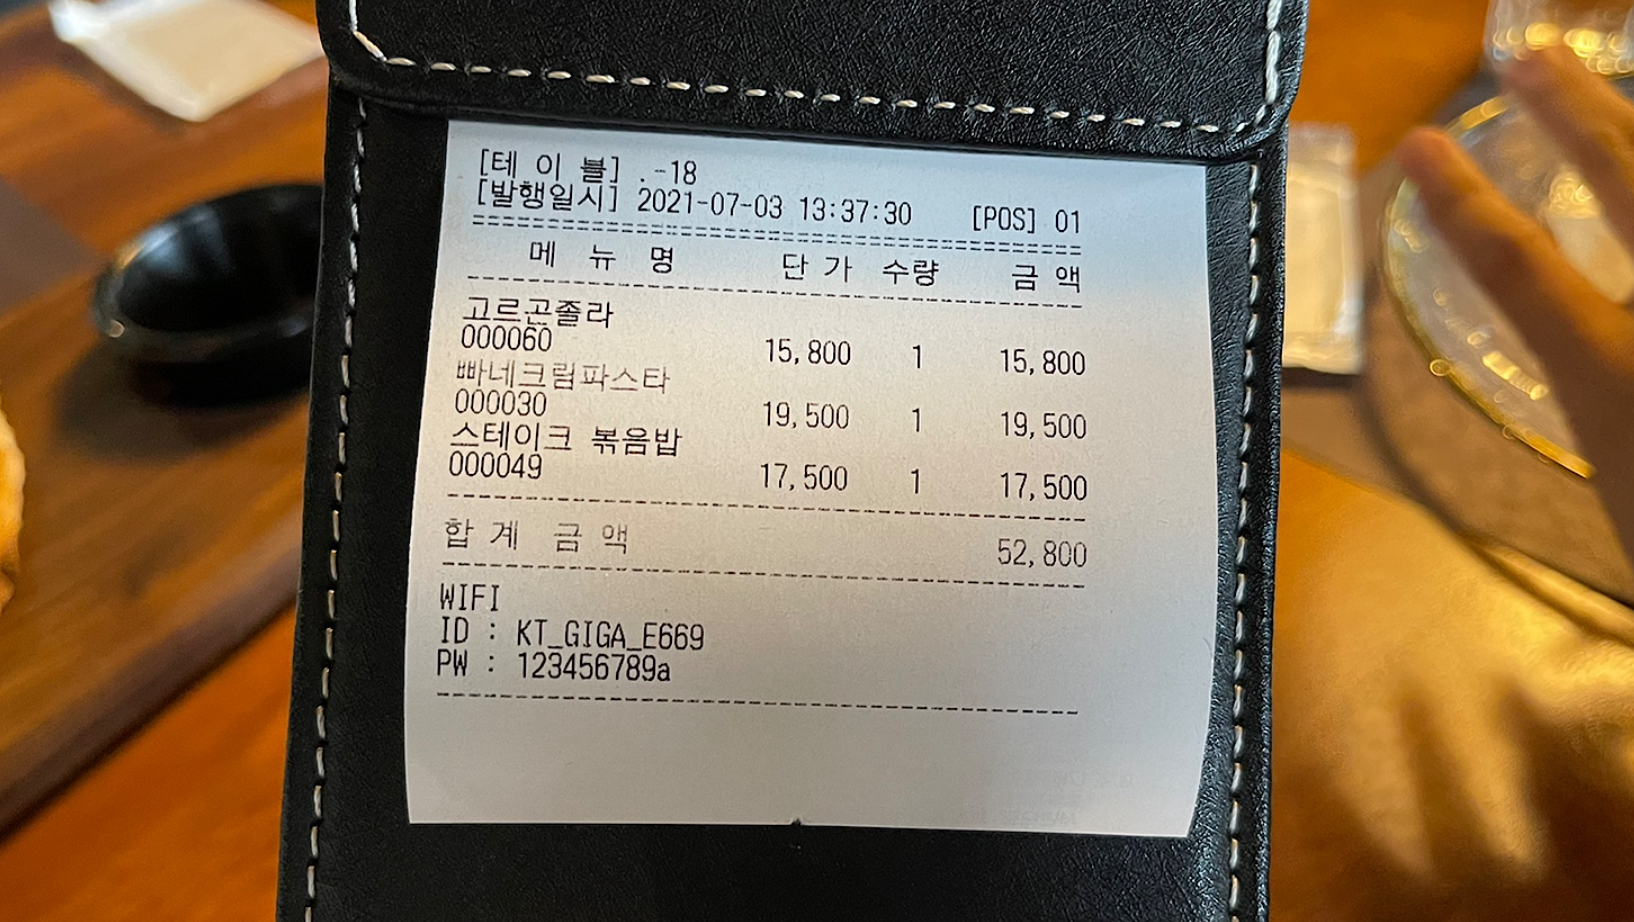 [테 이 블] .-18
[발행일시] 2021-07-03 13:37:30 [POS] 01
================================================
메 뉴 명 단 가 수량 금 액
------------------------------------------------
고르곤졸라
000060 15,800 1 15,800
빠네크림파스타
000030 19,500 1 19,500
스테이크 볶음밥
000049 17,500 1 17,500
------------------------------------------------
합 계 금 액 52,800
------------------------------------------------
WIFI
ID : KT_GIGA_E669
PW : 123456789a
------------------------------------------------